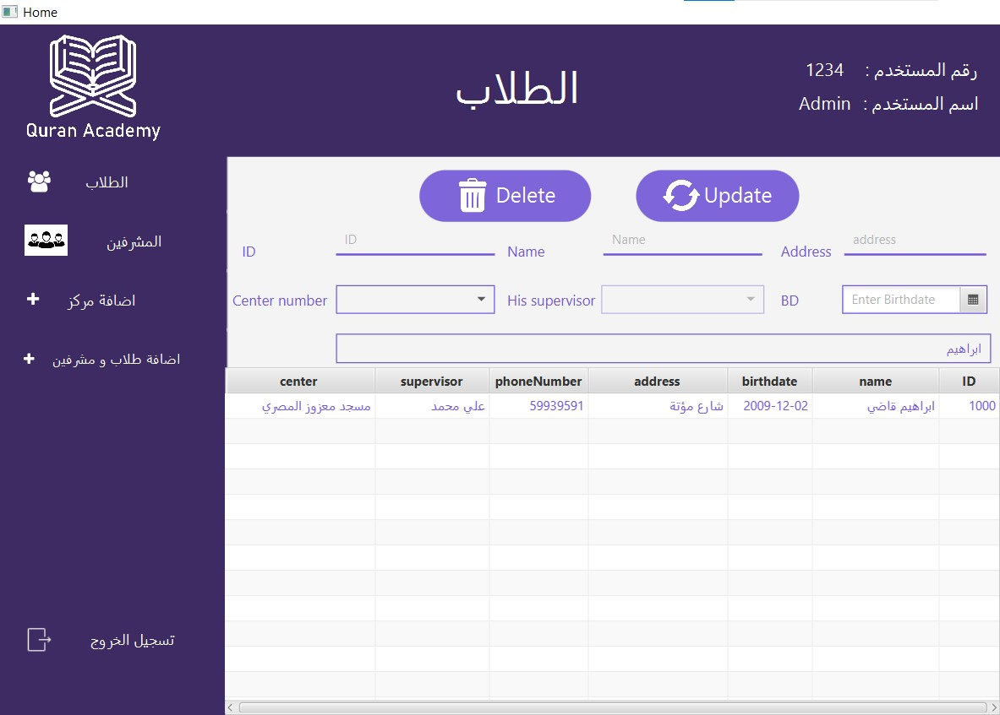 Home
Quran Academy
الطلاب
رقم المستخدم : 1234
اسم المستخدم : Admin
الطلاب
المشرفين
اضافة مركز
اضافة طلاب و مشرفين
تسجيل الخروج
Delete Update
ID ID Name Name Address address
Center number His supervisor BD Enter Birthdate
ابراهيم
center supervisor phoneNumber address birthdate name ID
مسجد معزوز المصري علي محمد 59939591 شارع مؤتة 2009-12-02 ابراهيم قاضي 1000